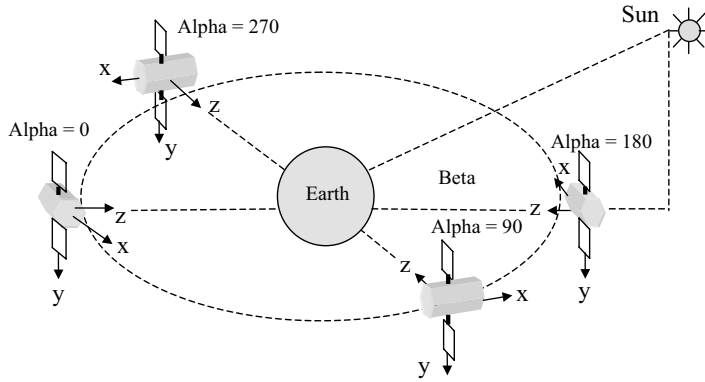 Sun
Alpha = 270
x
z
y
Alpha = 0
z
x
y
Earth
Beta
Alpha = 180
x
z
y
Alpha = 90
z
x
y